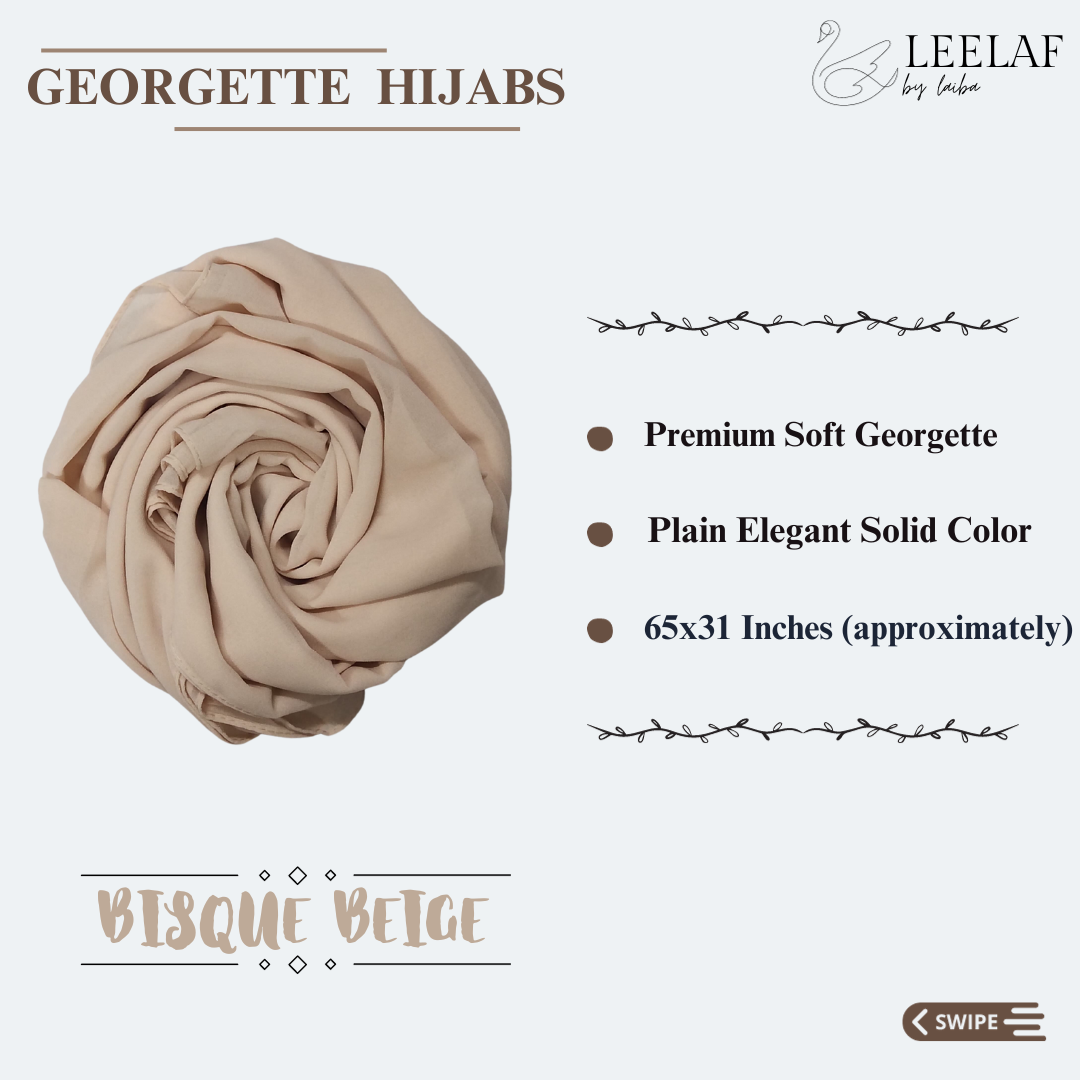 GEORGETTE HIJABS
LEELAF
by laiba
Premium Soft Georgette
Plain Elegant Solid Color
65x31 Inches (approximately)
BISQUE BEIGE
SWIPE